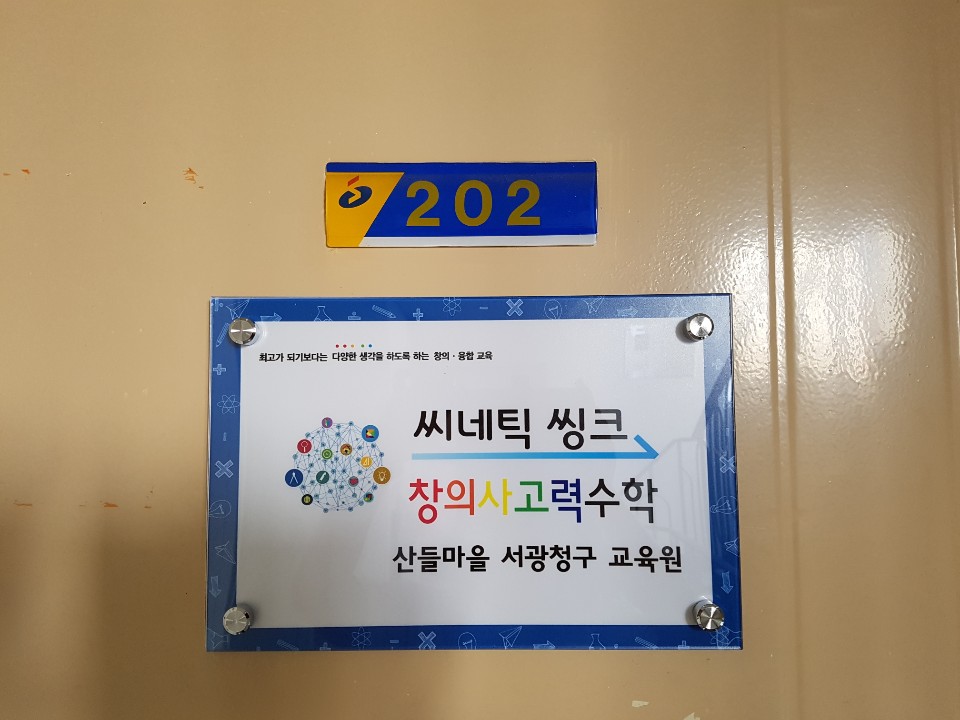 202
최고가 되기보다는 다양한 생각을 하도록 하는 창의·융합 교육
씨네틱 씽크
창의사고력수학
산들마을 서광청구 교육원